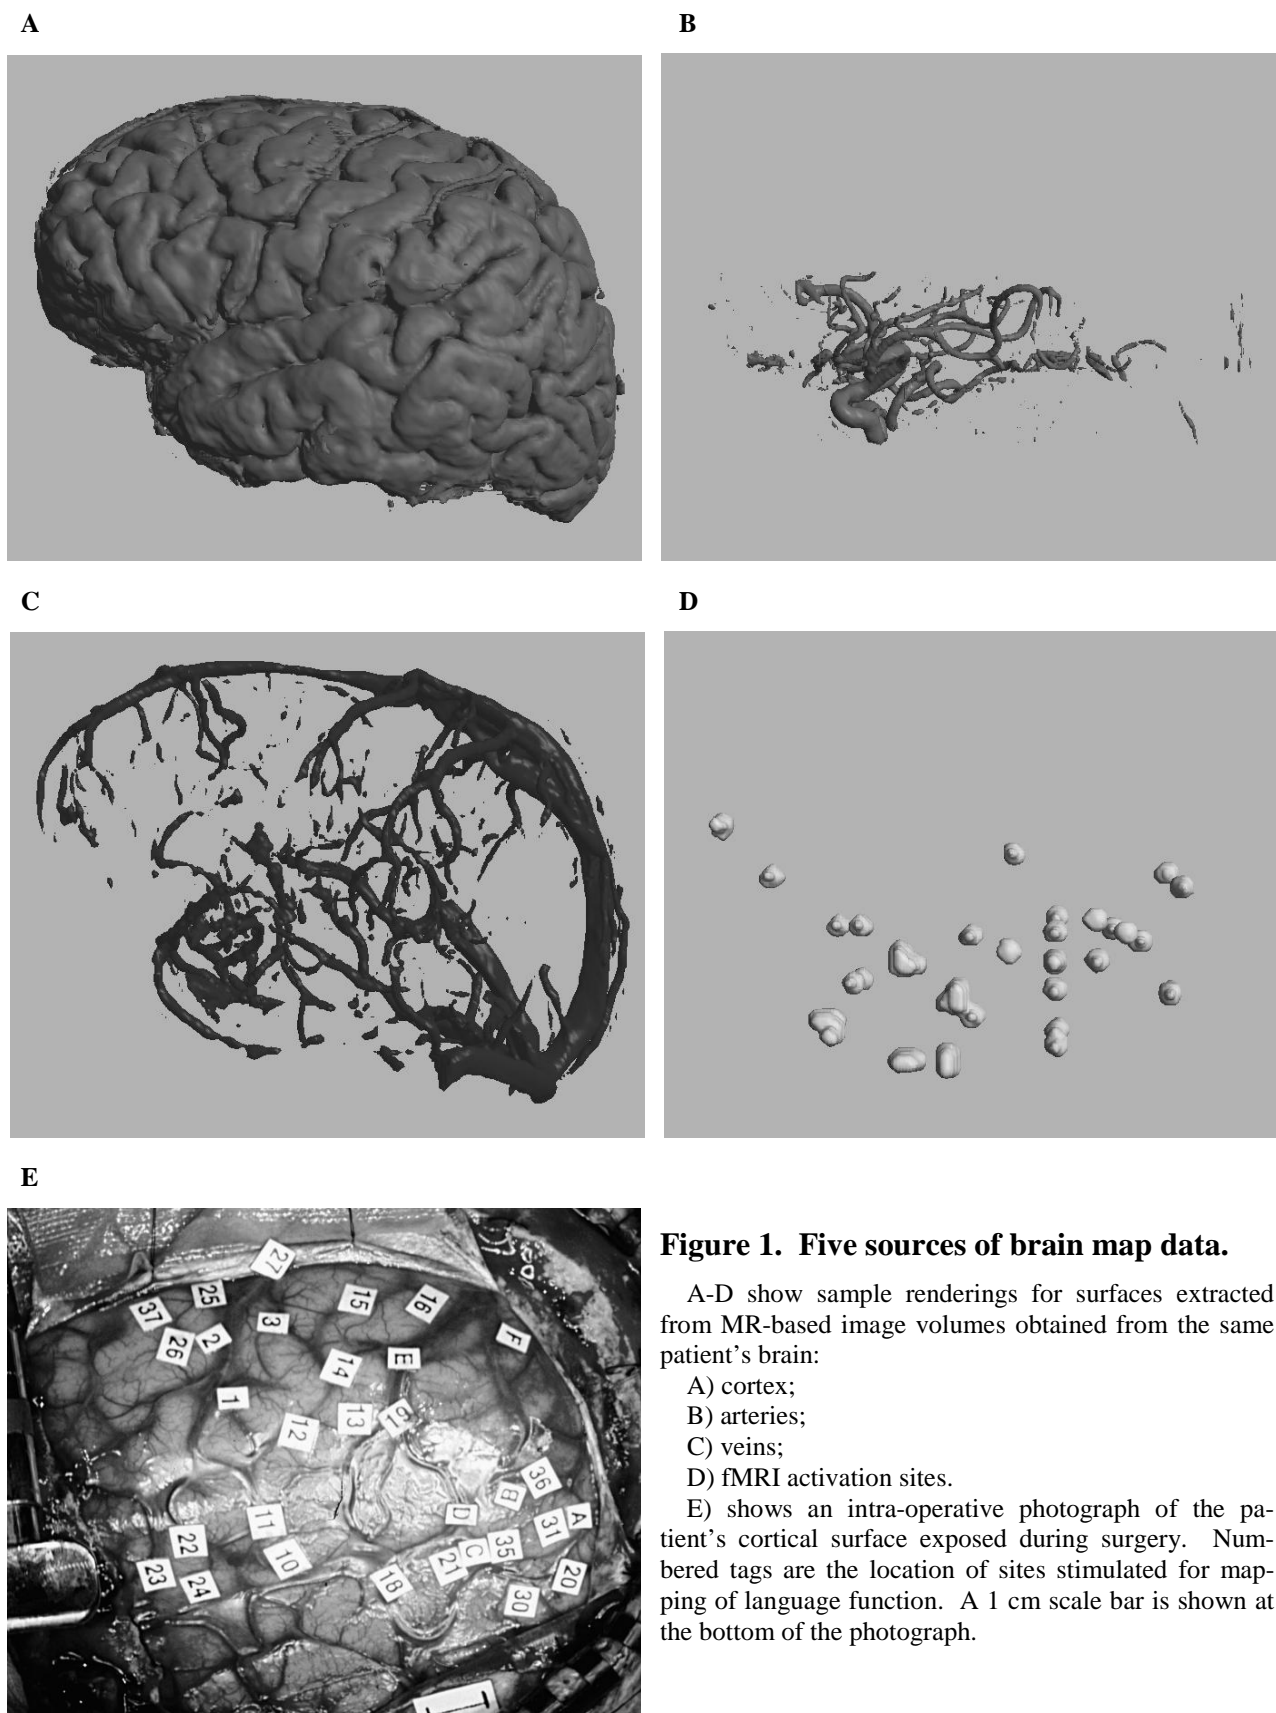 A
B
C
D
E
27
25
37
15
16
3
2
26
F
E
14
1
13
19
12
36
B
D
A
11
31
22
35
C
21
10
20
23
24
18
30
Figure 1. Five sources of brain map data.
A-D show sample renderings for surfaces extracted
from MR-based image volumes obtained from the same
patient's brain:
A) cortex;
B) arteries;
C) veins;
D) fMRI activation sites.
E) shows an intra-operative photograph of the pa-
tient's cortical surface exposed during surgery. Num-
bered tags are the location of sites stimulated for map-
ping of language function. A 1 cm scale bar is shown at
the bottom of the photograph.